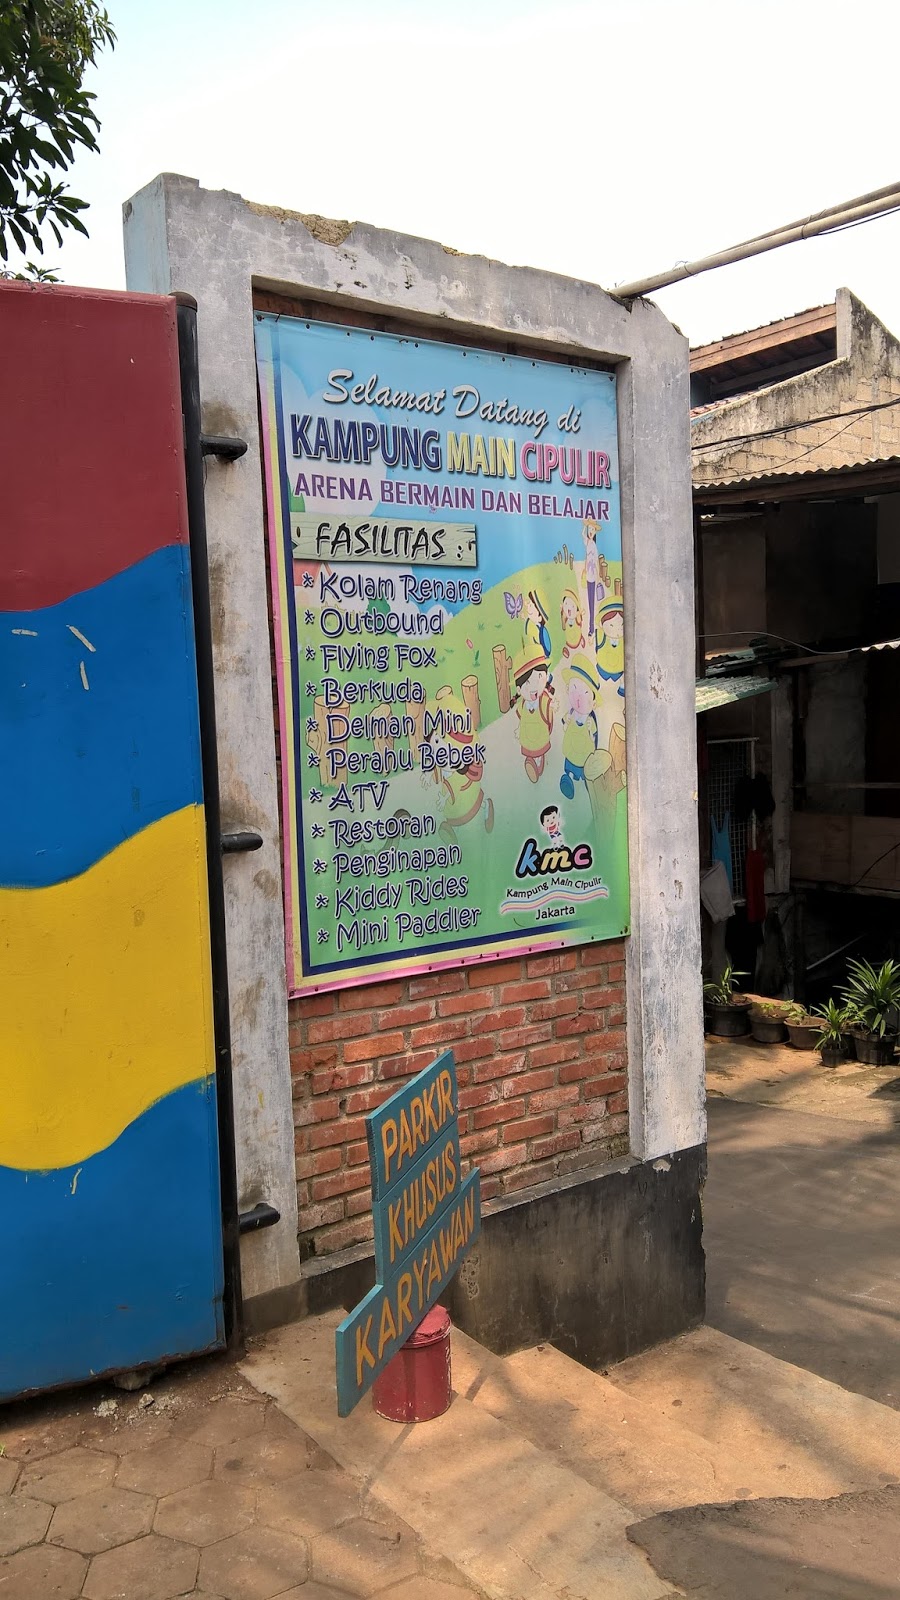 Selamat Datang di
KAMPUNG MAIN CIPULIR
ARENA BERMAIN DAN BELAJAR
FASILITAS :
* Kolam Renang
* Outbound
* Flying Fox
* Berkuda
* Delman Mini
* Perahu Bebek
* ATV
* Restoran
* Penginapan
* Kiddy Rides
* Mini Paddler
kmc
Kampung Main Cipulir
Jakarta
PARKIR
KHUSUS
KARYAWAN